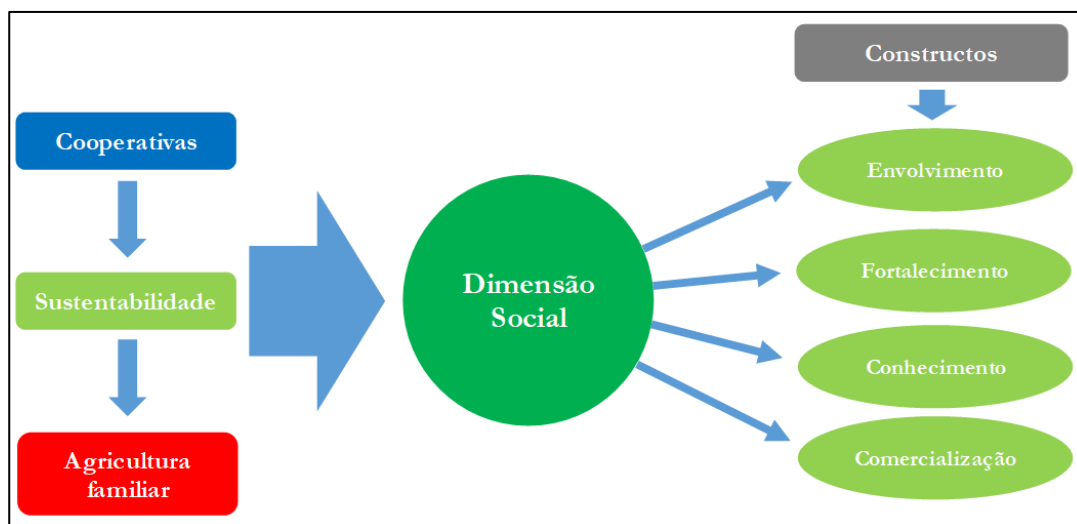 Cooperativas
Sustentabilidade
Agricultura
familiar
Dimensão
Social
Constructos
Envolvimento
Fortalecimento
Conhecimento
Comercialização